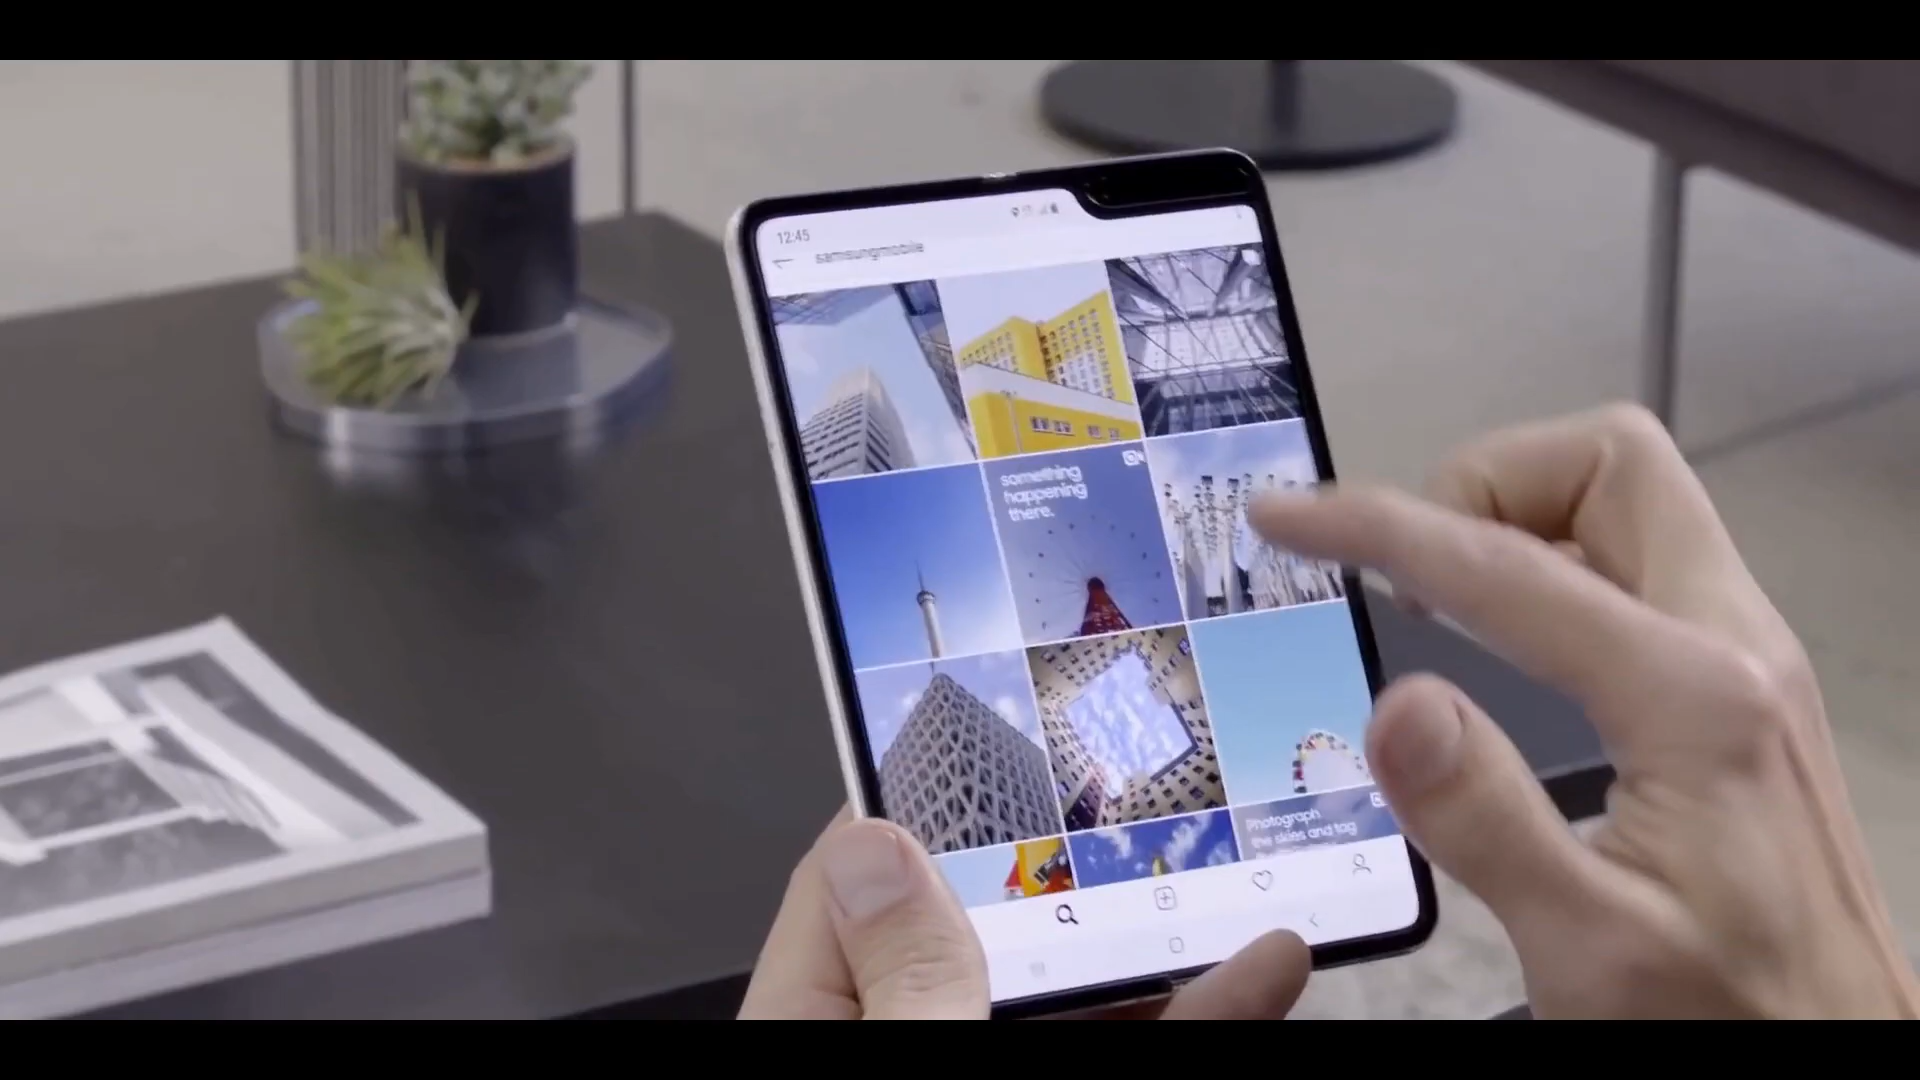 12:45
samsungmobile
something
happening
there.
Photograph
the skies and tag